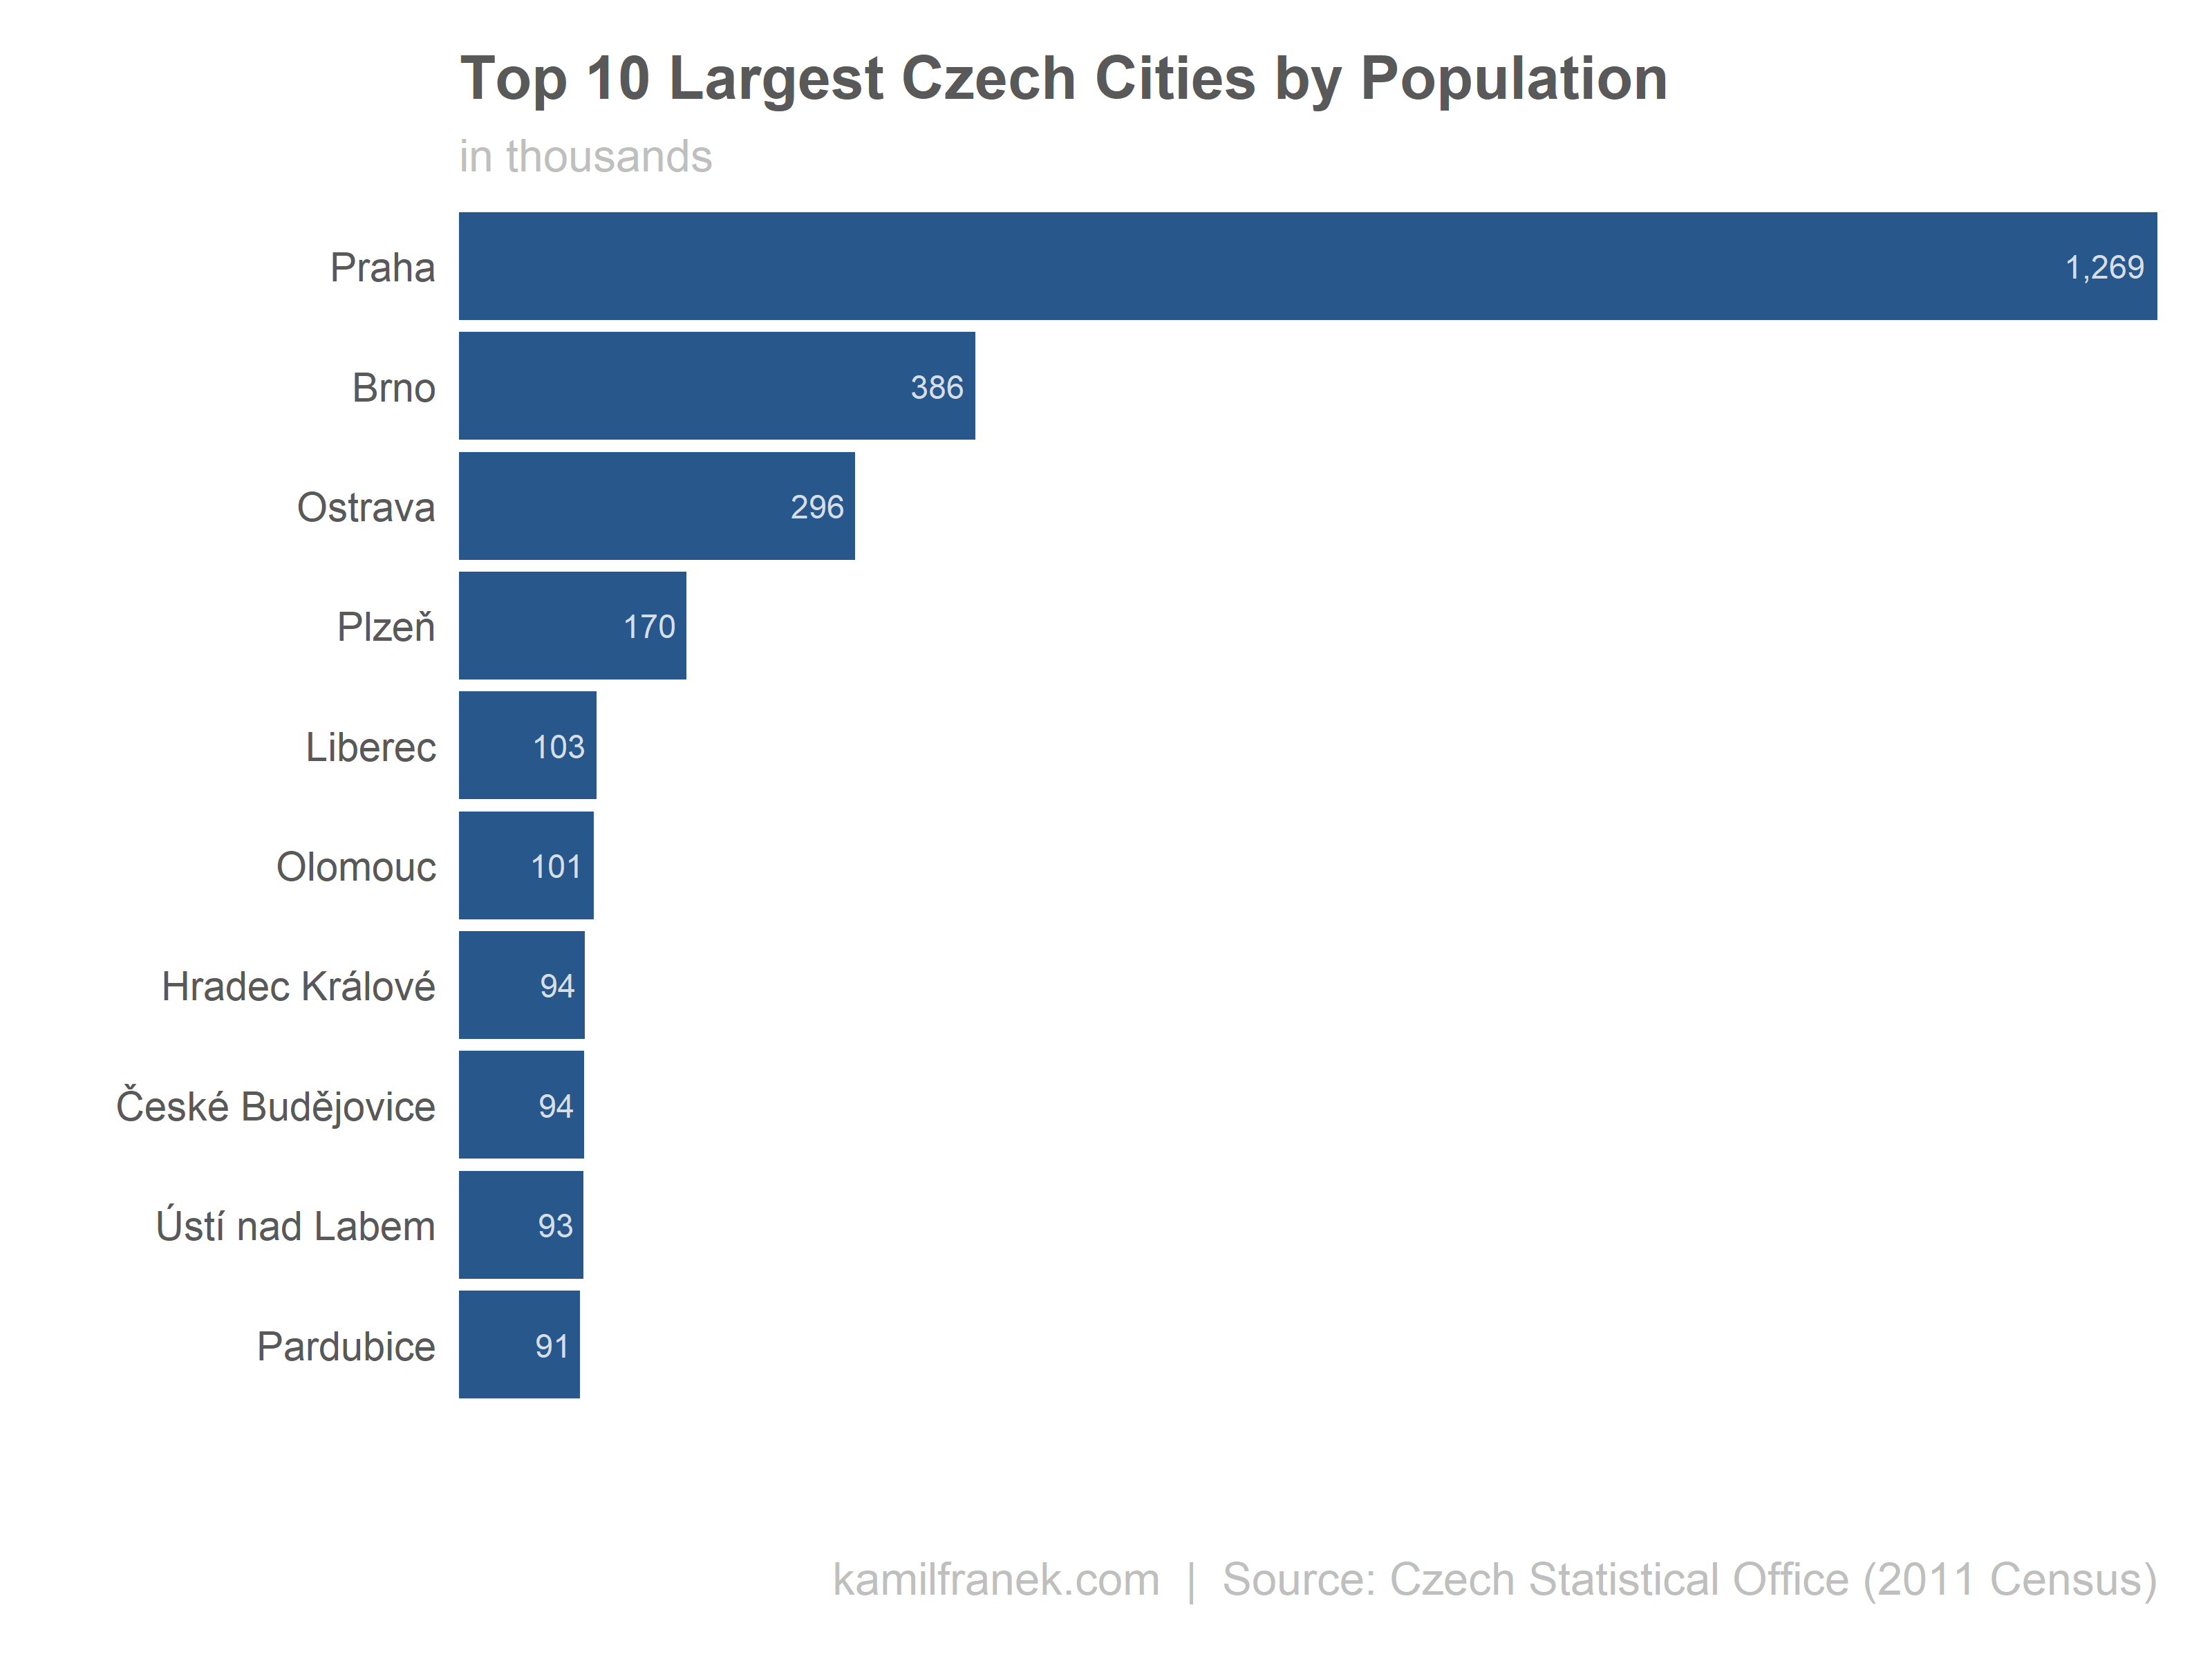 Top 10 Largest Czech Cities by Population
in thousands
Praha 1,269
Brno 386
Ostrava 296
Plzeň 170
Liberec 103
Olomouc 101
Hradec Králové 94
České Budějovice 94
Ústí nad Labem 93
Pardubice 91
kamilfranek.com | Source: Czech Statistical Office (2011 Census)